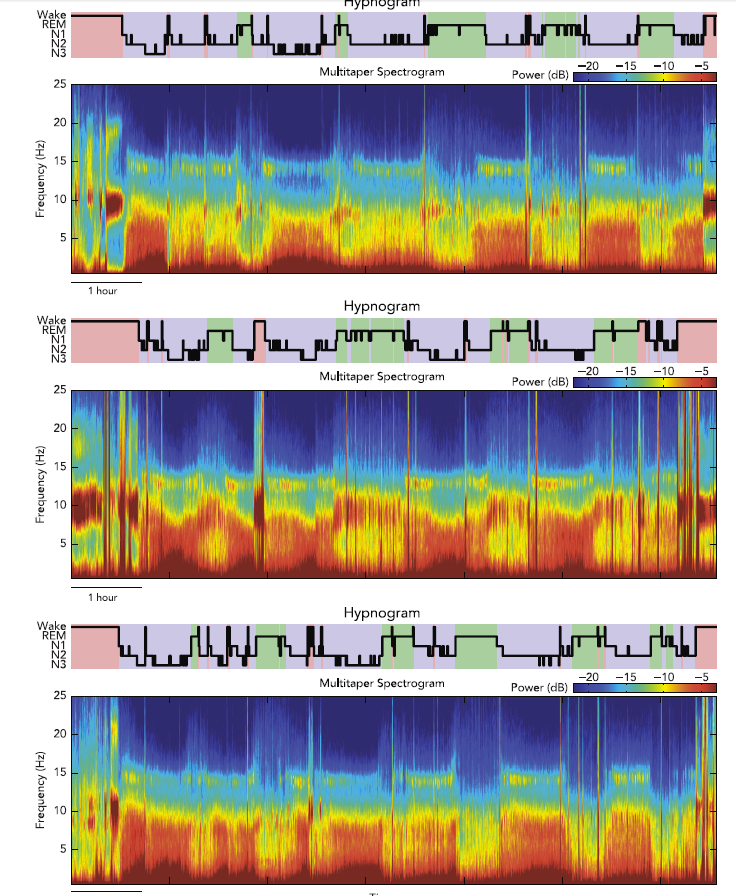 Hypnogram
Wake
REM
N1
N2
N3
Multitaper Spectrogram
Power (dB)
−20 −15 −10 −5
25
20
15
10
5
Frequency (Hz)
1 hour
Hypnogram
Wake
REM
N1
N2
N3
Multitaper Spectrogram
Power (dB)
−20 −15 −10 −5
25
20
15
10
5
Frequency (Hz)
1 hour
Hypnogram
Wake
REM
N1
N2
N3
Multitaper Spectrogram
Power (dB)
−20 −15 −10 −5
25
20
15
10
5
Frequency (Hz)